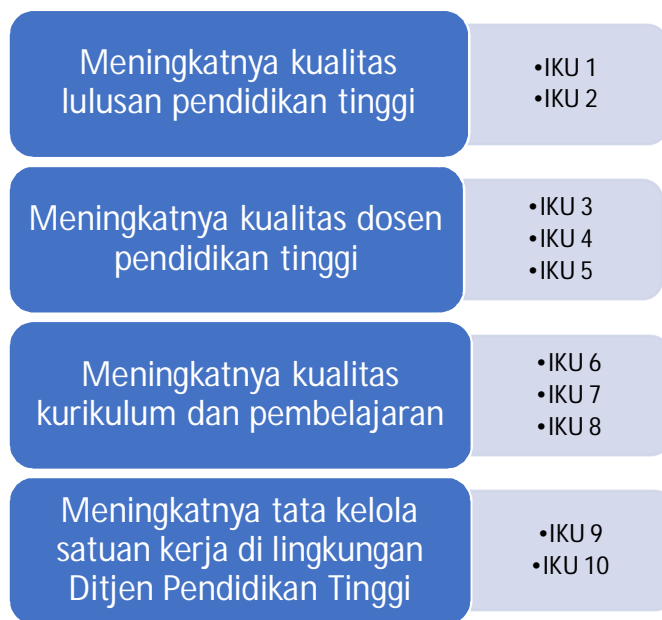 Meningkatnya kualitas
lulusan pendidikan tinggi
•IKU 1
•IKU 2
Meningkatnya kualitas dosen
pendidikan tinggi
•IKU 3
•IKU 4
•IKU 5
Meningkatnya kualitas
kurikulum dan pembelajaran
•IKU 6
•IKU 7
•IKU 8
Meningkatnya tata kelola
satuan kerja di lingkungan
Ditjen Pendidikan Tinggi
•IKU 9
•IKU 10